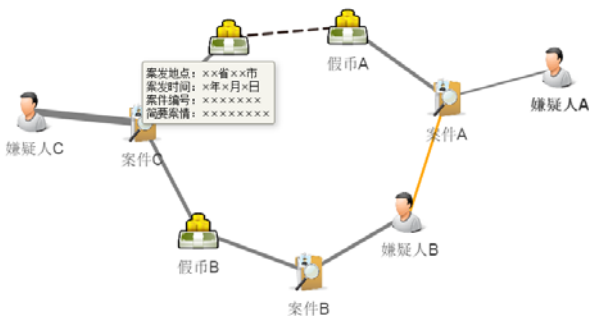 假币A
案发地点：××省××市
案发时间：×年×月×日
案件编号：×××××××
简要案情：××××××××
嫌疑人A
案件A
嫌疑人C
案件C
嫌疑人B
假币B
案件B